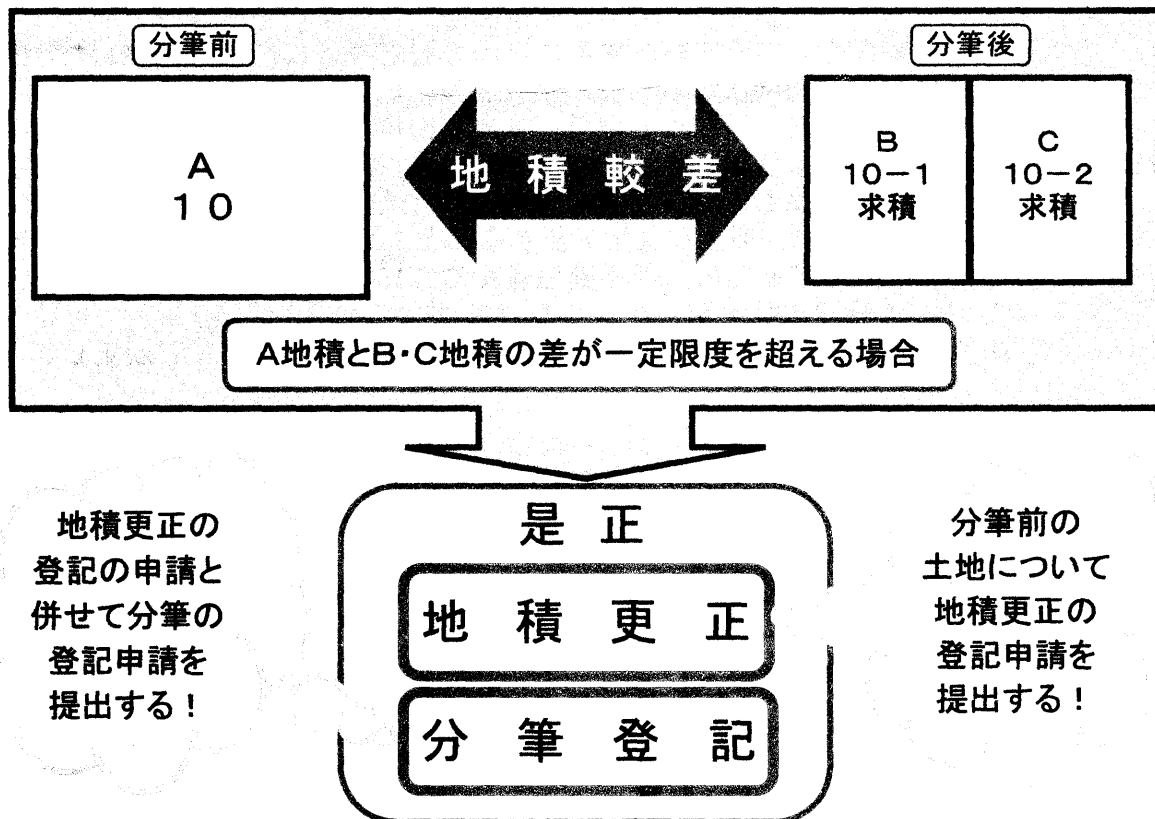 分筆前
分筆後
A
10
地積較差
B
10-1
求積
C
10-2
求積
A地積とB・C地積の差が一定限度を超える場合
地積更正の
登記の申請と
併せて分筆の
登記申請を
提出する！
是正
地積更正
分筆登記
分筆前の
土地について
地積更正の
登記申請を
提出する！